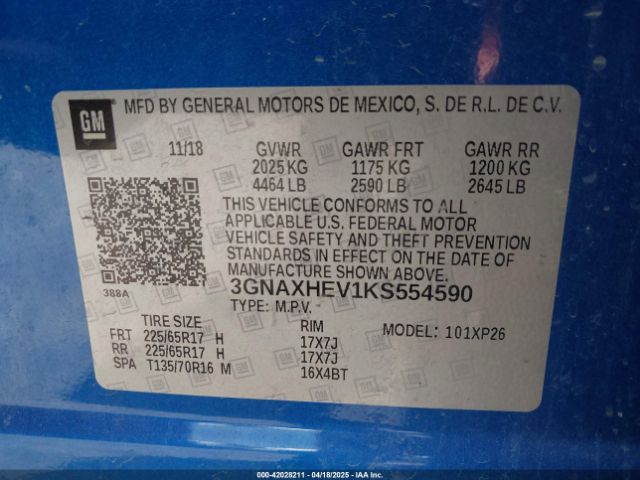 GM
MFD BY GENERAL MOTORS DE MEXICO, S. DE R.L. DE C.V.
11/18 GVWR GAWR FRT GAWR RR
2025 KG 1175 KG 1200 KG
4464 LB 2590 LB 2645 LB
THIS VEHICLE CONFORMS TO ALL
APPLICABLE U.S. FEDERAL MOTOR
VEHICLE SAFETY AND THEFT PREVENTION
STANDARDS IN EFFECT ON THE DATE OF
MANUFACTURE SHOWN ABOVE.
388A
3GNAXHEV1KS554590
TYPE: M.P.V.
TIRE SIZE RIM MODEL: 101XP26
FRT 225/65R17 H 17X7J
RR 225/65R17 H 17X7J
SPA T135/70R16 M 16X4BT
000-42028211 - 04/18/2025 - IAAI.COM